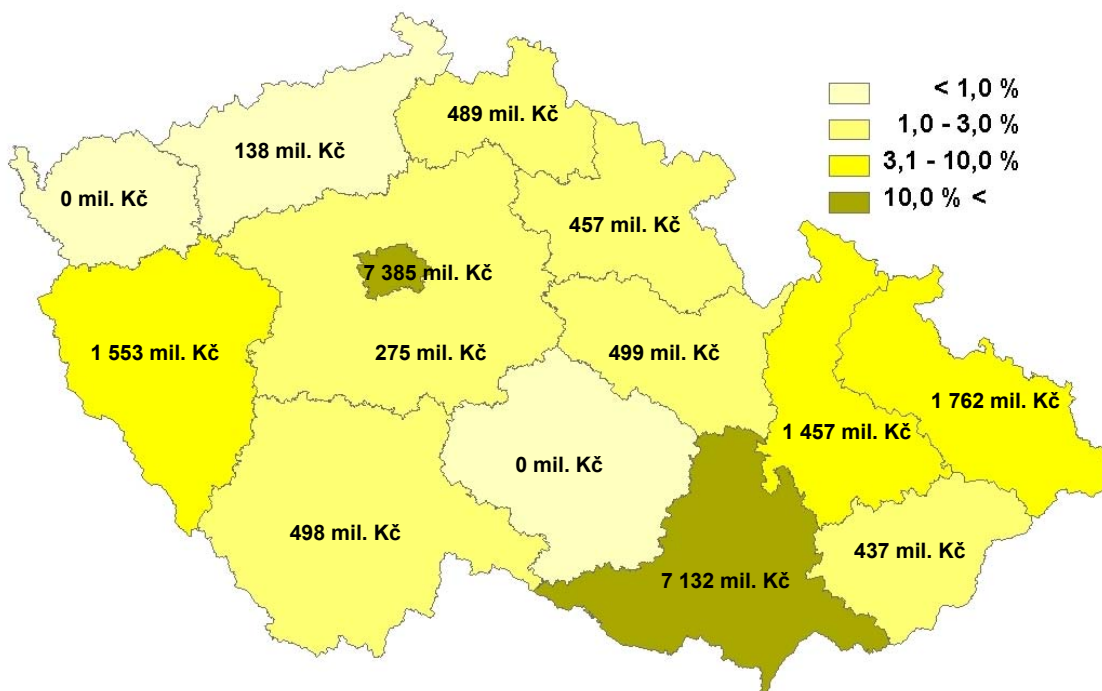 < 1,0 %
1,0 - 3,0 %
3,1 - 10,0 %
10,0 % <
489 mil. Kč
138 mil. Kč
0 mil. Kč
457 mil. Kč
7 385 mil. Kč
1 553 mil. Kč
275 mil. Kč
499 mil. Kč
1 762 mil. Kč
1 457 mil. Kč
0 mil. Kč
498 mil. Kč
437 mil. Kč
7 132 mil. Kč